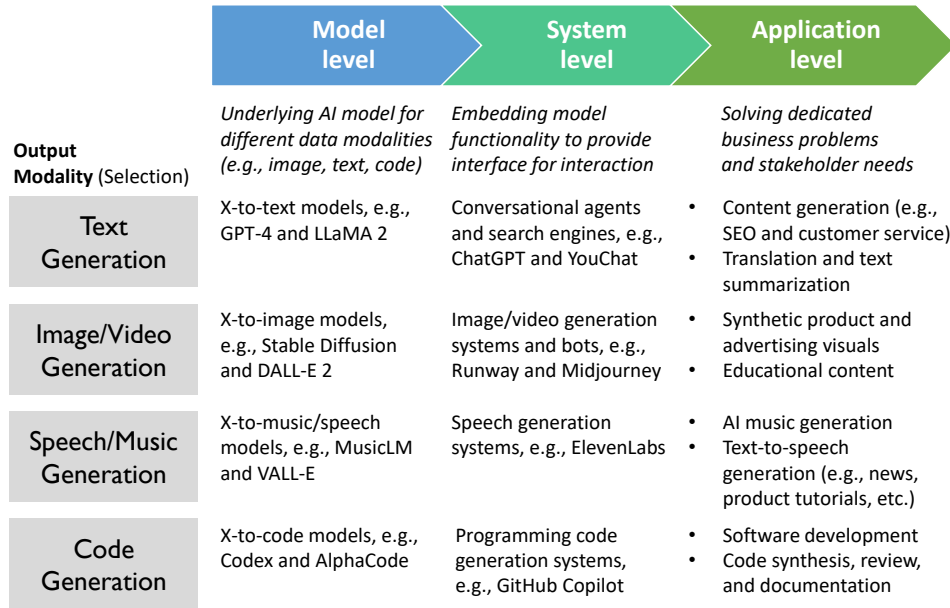 Model
level
System
level
Application
level
Underlying AI model for
different data modalities
(e.g., image, text, code)
Embedding model
functionality to provide
interface for interaction
Solving dedicated
business problems
and stakeholder needs
Output
Modality (Selection)
Text
Generation
X-to-text models, e.g.,
GPT-4 and LLaMA 2
Conversational agents
and search engines, e.g.,
ChatGPT and YouChat
• Content generation (e.g.,
SEO and customer service)
• Translation and text
summarization
Image/Video
Generation
X-to-image models,
e.g., Stable Diffusion
and DALL-E 2
Image/video generation
systems and bots, e.g.,
Runway and Midjourney
• Synthetic product and
advertising visuals
• Educational content
Speech/Music
Generation
X-to-music/speech
models, e.g., MusicLM
and VALL-E
Speech generation
systems, e.g., ElevenLabs
• AI music generation
• Text-to-speech
generation (e.g., news,
product tutorials, etc.)
Code
Generation
X-to-code models, e.g.,
Codex and AlphaCode
Programming code
generation systems,
e.g., GitHub Copilot
• Software development
• Code synthesis, review,
and documentation